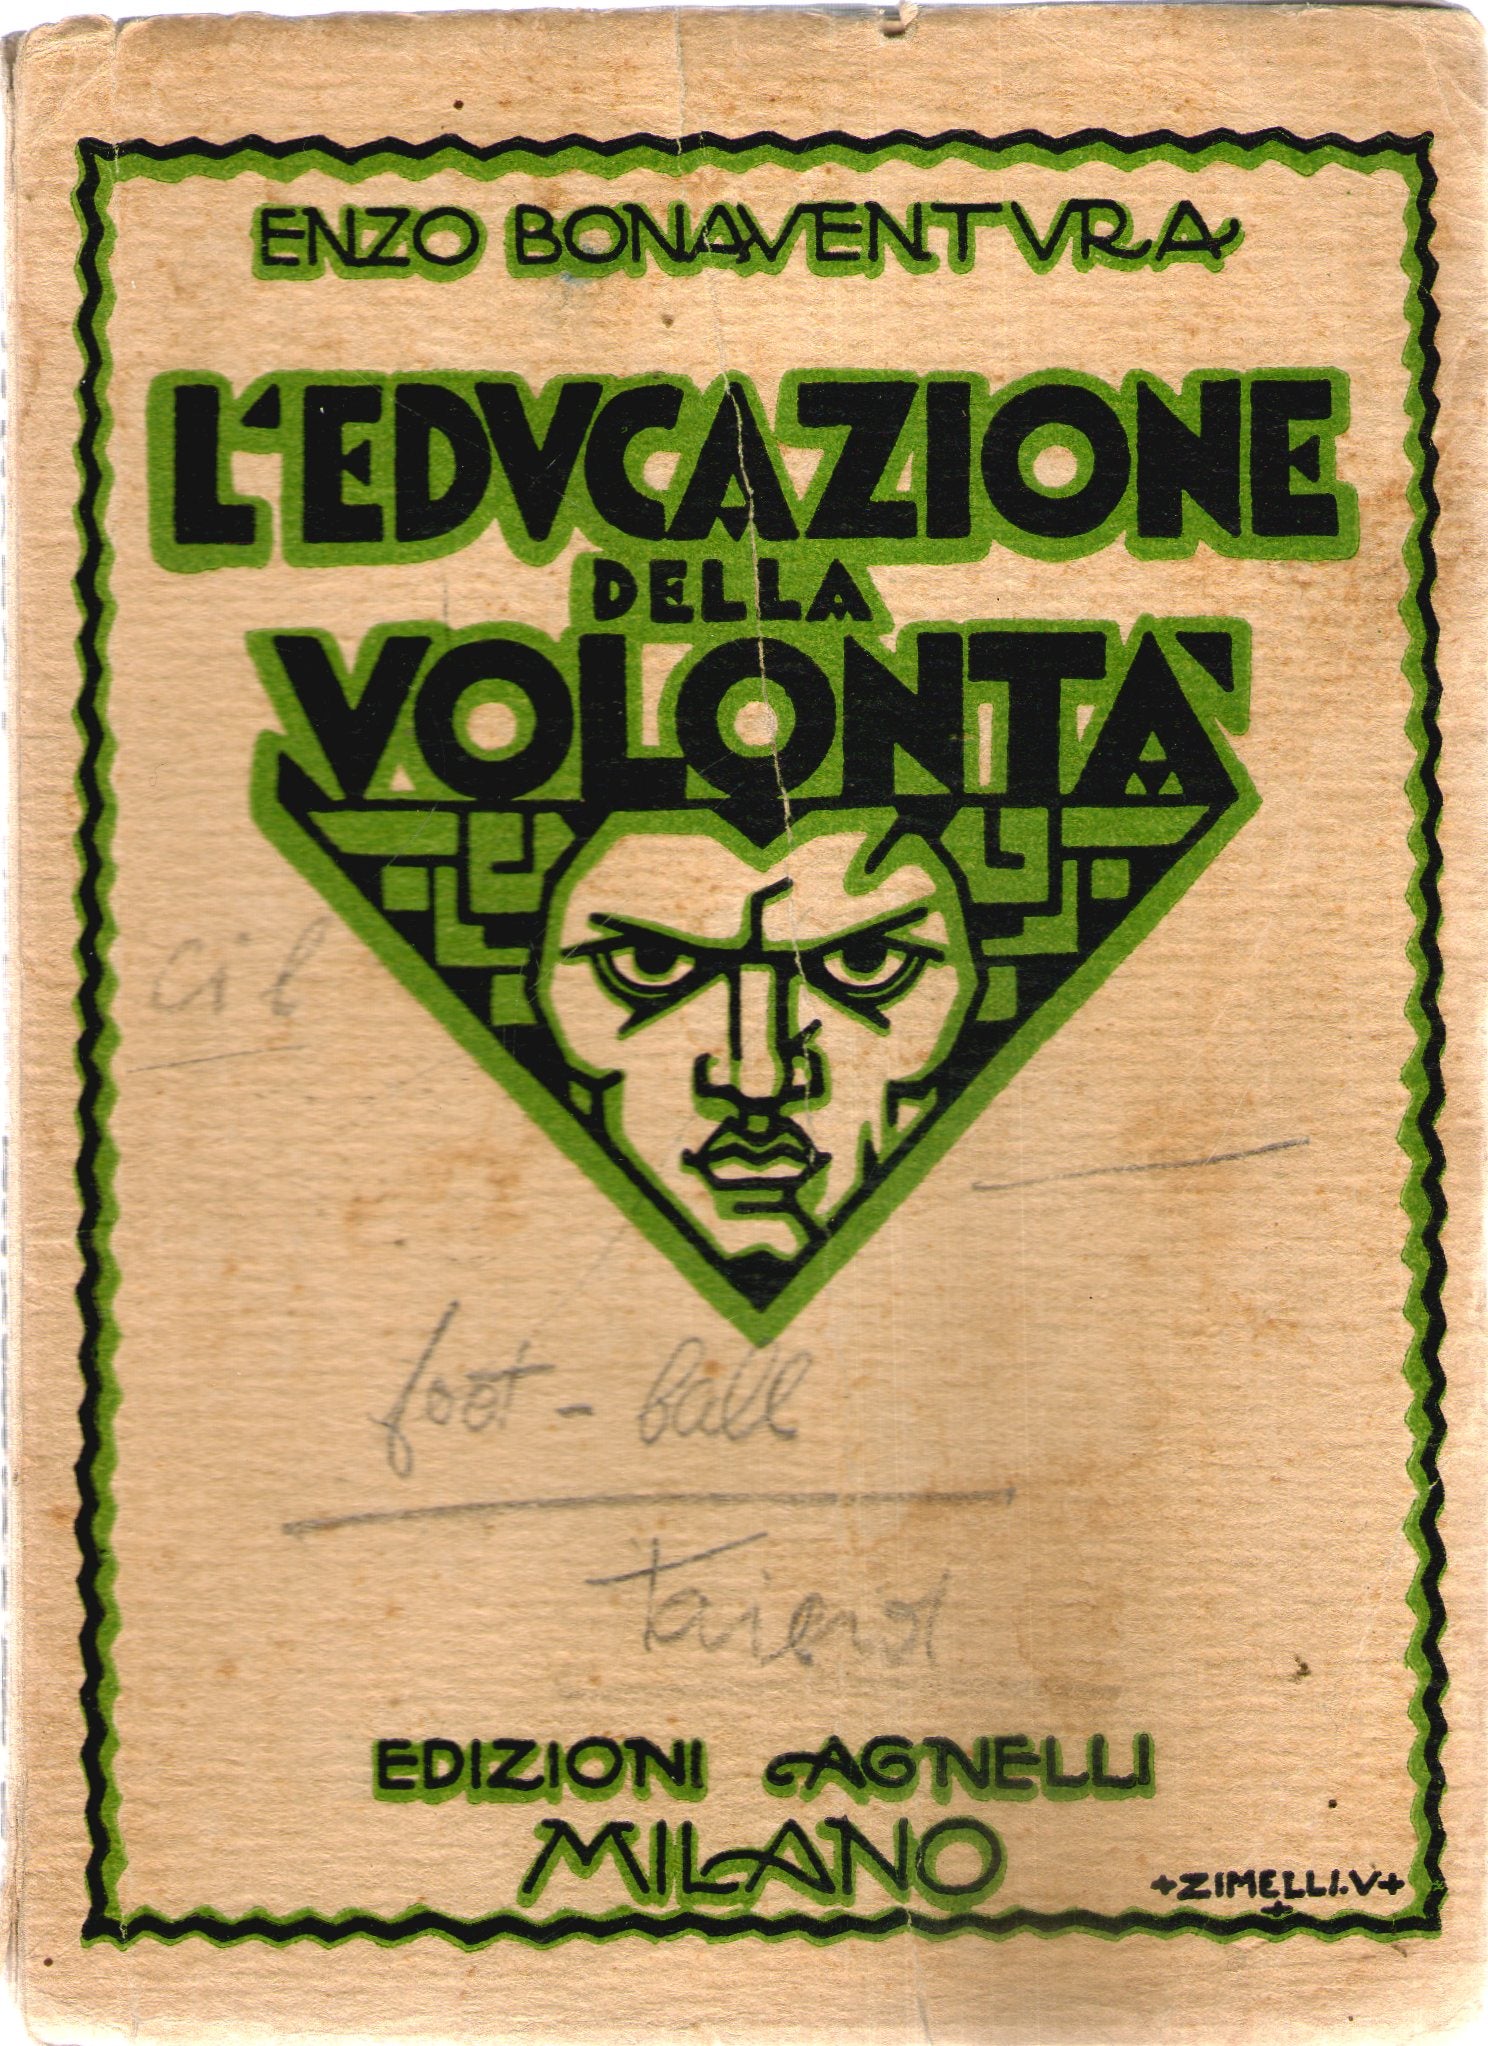 ENZO BONAVENTVRA
L'EDVCAZIONE
DELLA
VOLONTÀ
foot - ball
EDIZIONI AGNELLI
MILANO
+ZIMELLI.V+